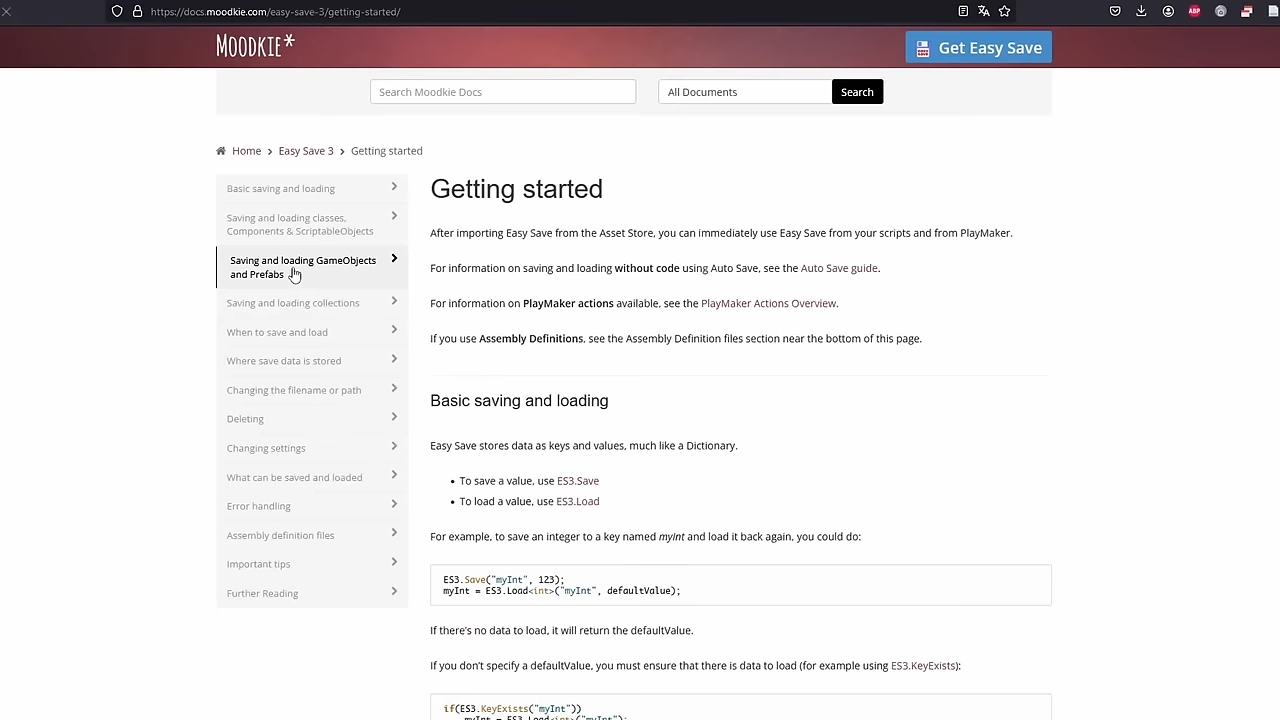 https://docs.moodkie.com/easy-save-3/getting-started/
ABP
MOODKIE*
Get Easy Save
Search Moodkie Docs
All Documents
Search
Home > Easy Save 3 > Getting started
Basic saving and loading
Saving and loading classes,
Components & ScriptableObjects
Saving and loading GameObjects
and Prefabs
Saving and loading collections
When to save and load
Where save data is stored
Changing the filename or path
Deleting
Changing settings
What can be saved and loaded
Error handling
Assembly definition files
Important tips
Further Reading
Getting started
After importing Easy Save from the Asset Store, you can immediately use Easy Save from your scripts and from PlayMaker.
For information on saving and loading without code using Auto Save, see the Auto Save guide.
For information on PlayMaker actions available, see the PlayMaker Actions Overview.
If you use Assembly Definitions, see the Assembly Definition files section near the bottom of this page.
Basic saving and loading
Easy Save stores data as keys and values, much like a Dictionary.
• To save a value, use ES3.Save
• To load a value, use ES3.Load
For example, to save an integer to a key named myInt and load it back again, you could do:
ES3.Save("myInt", 123);
myInt = ES3.Load<int>("myInt", defaultValue);
If there's no data to load, it will return the defaultValue.
If you don't specify a defaultValue, you must ensure that there is data to load (for example using ES3.KeyExists):
if(ES3.KeyExists("myInt"))
myInt = ES3.Load<int>("myInt");